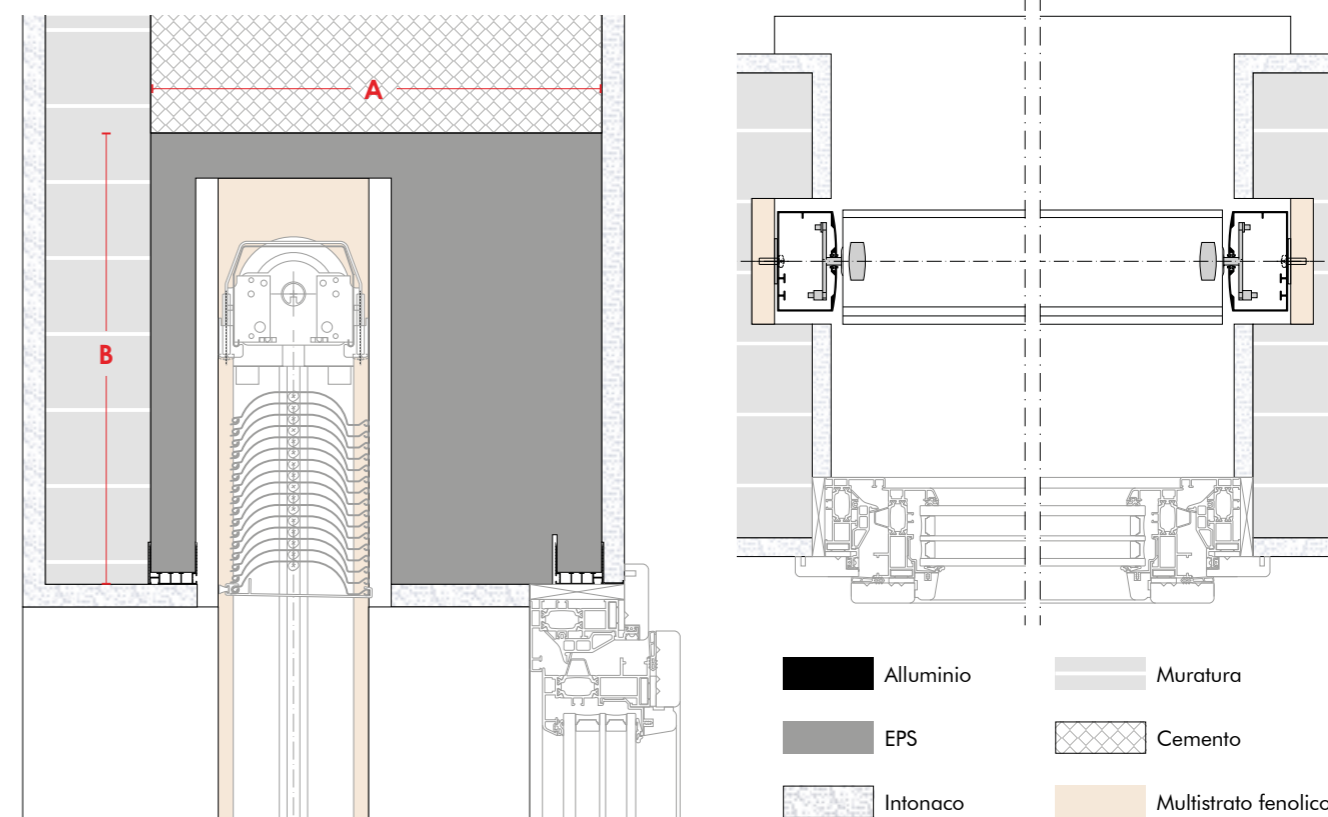 A
B
Alluminio
Muratura
EPS
Cemento
Intonaco
Multistrato fenolico